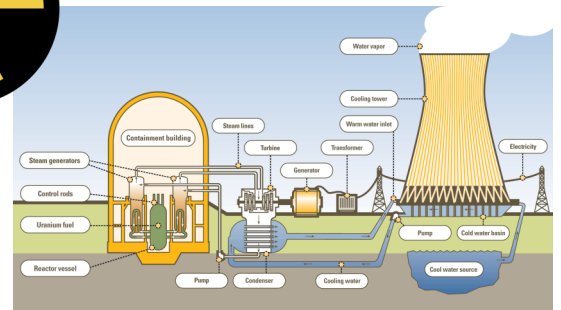 Water vapor
Cooling tower
Warm water inlet
Steam lines
Containment building
Turbine
Transformer
Electricity
Steam generators
Generator
Control rods
Uranium fuel
Pump
Cold water basin
Reactor vessel
Cool water source
Pump
Condenser
Cooling water